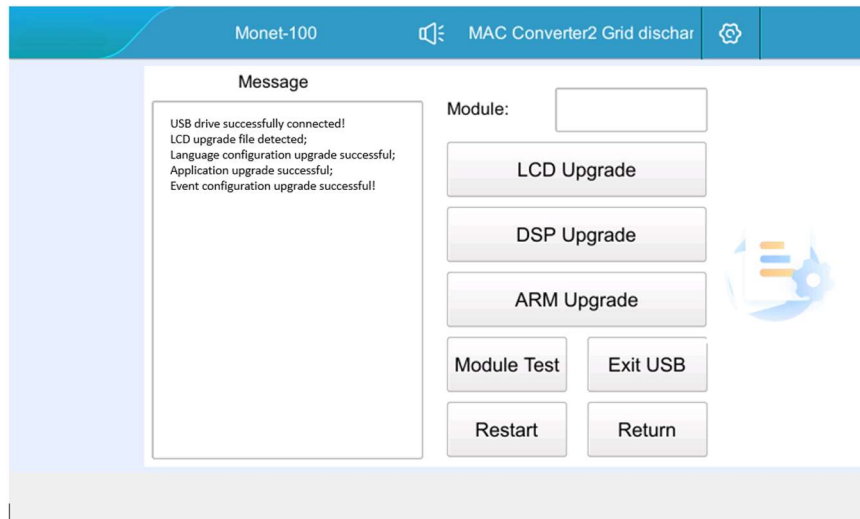 Monet-100
MAC Converter2 Grid dischar
Message
USB drive successfully connected!
LCD upgrade file detected;
Language configuration upgrade successful;
Application upgrade successful;
Event configuration upgrade successful!
Module:
LCD Upgrade
DSP Upgrade
ARM Upgrade
Module Test
Exit USB
Restart
Return